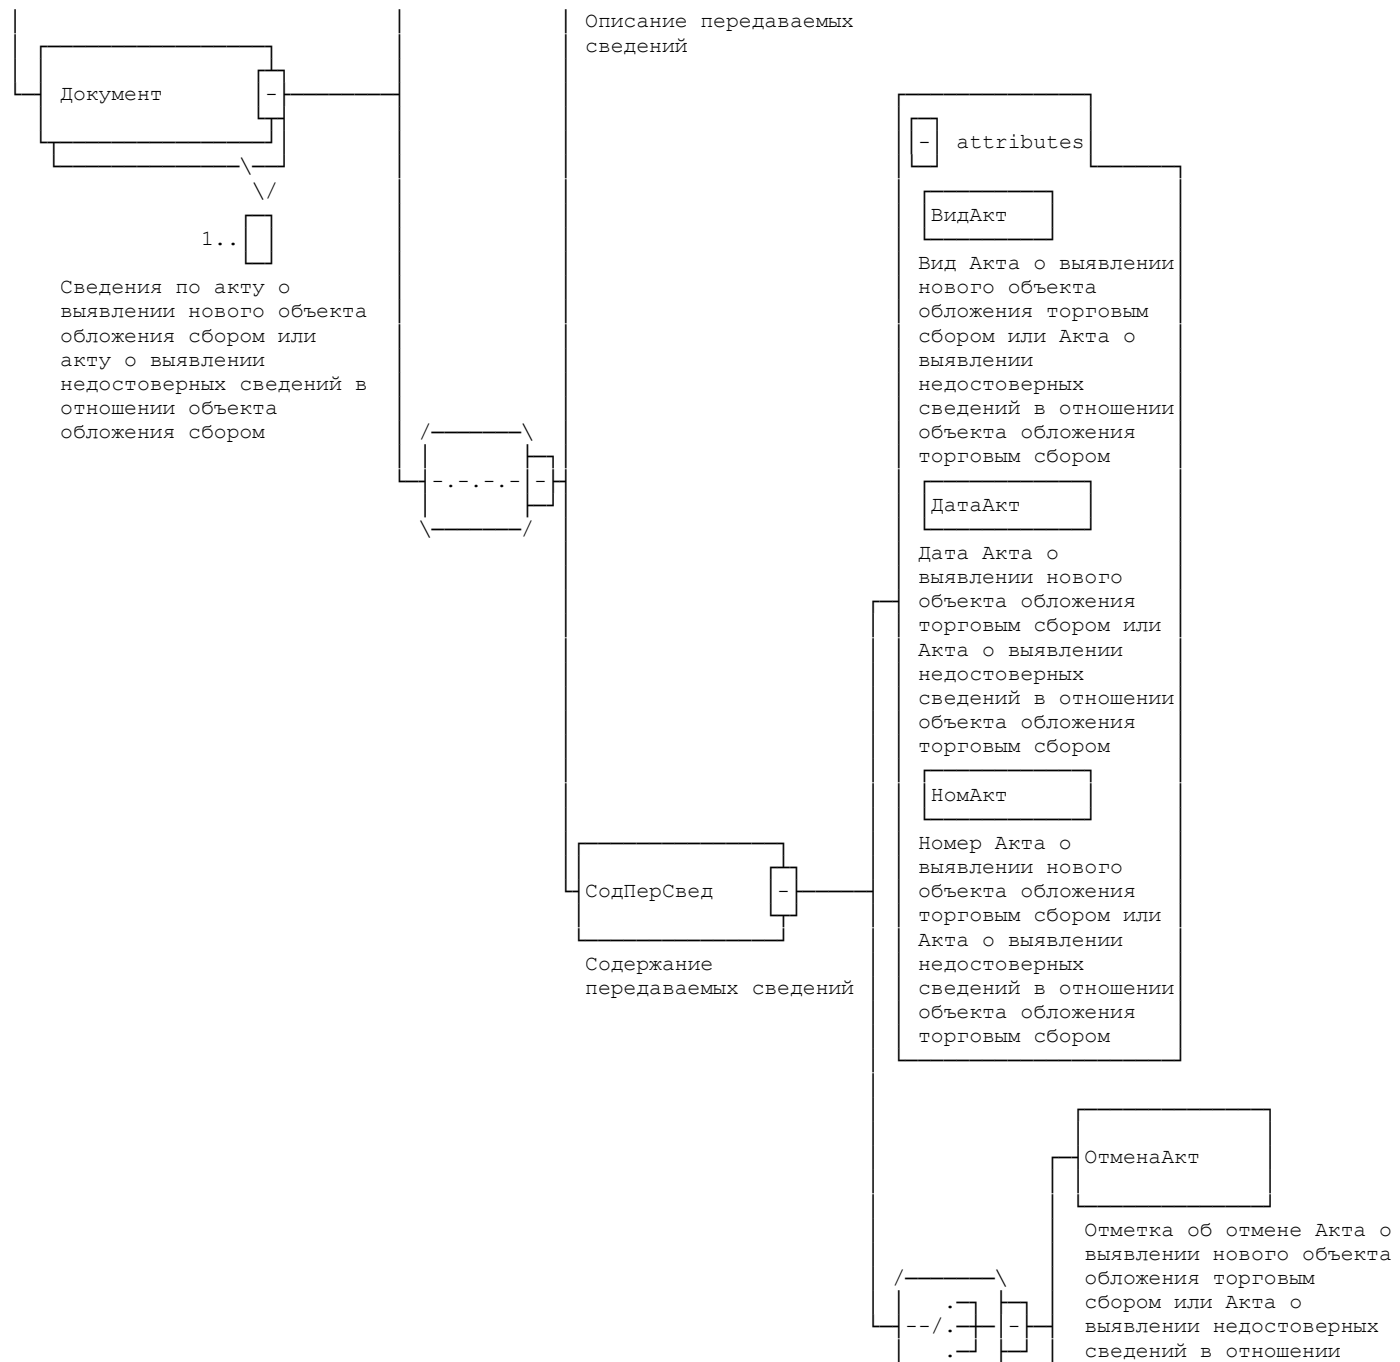 Описание передаваемых
сведений
Документ
-
1..
Сведения по акту о
выявлении нового объекта
обложения сбором или
акту о выявлении
недостоверных сведений в
отношении объекта
обложения сбором
-.-.-.-
-
- attributes
ВидАкт
Вид Акта о выявлении
нового объекта
обложения торговым
сбором или Акта о
выявлении
недостоверных
сведений в отношении
объекта обложения
торговым сбором
ДатаАкт
Дата Акта о
выявлении нового
объекта обложения
торговым сбором или
Акта о выявлении
недостоверных
сведений в отношении
объекта обложения
торговым сбором
НомАкт
Номер Акта о
выявлении нового
объекта обложения
торговым сбором или
Акта о выявлении
недостоверных
сведений в отношении
объекта обложения
торговым сбором
СодПерСвед
-
Содержание
передаваемых сведений
ОтменаАкт
Отметка об отмене Акта о
выявлении нового объекта
обложения торговым
сбором или Акта о
выявлении недостоверных
сведений в отношении
--/.
-